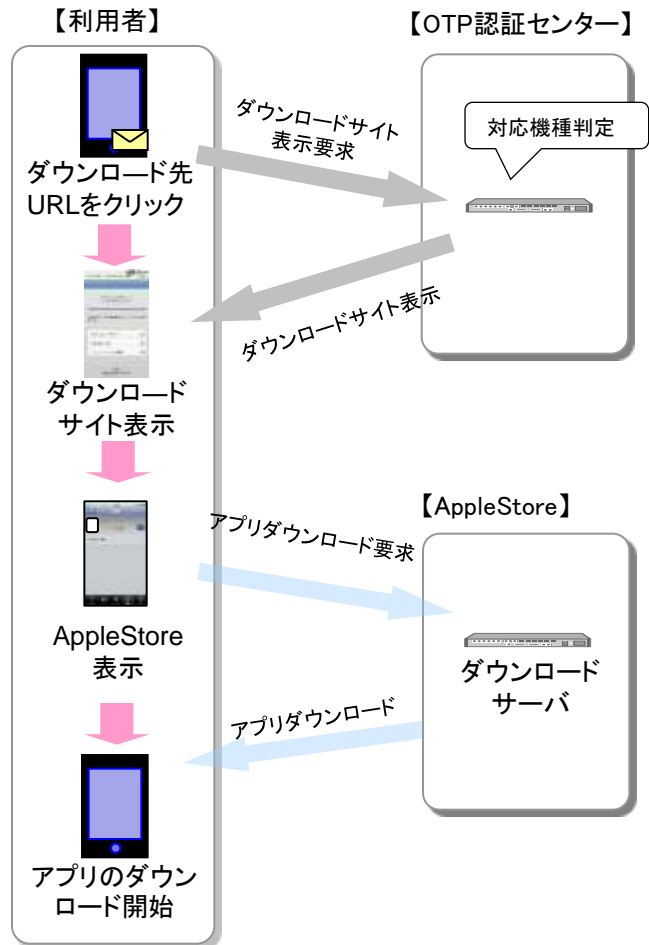 【利用者】
【OTP認証センター】
対応機種判定
ダウンロードサイト
表示要求
ダウンロ―ド先
URLをクリック
ダウンロードサイト表示
ダウンロ―ド
サイト表示
【AppleStore】
アプリダウンロード要求
AppleStore
表示
ダウンロード
サーバ
アプリダウンロード
アプリのダウン
ロード開始